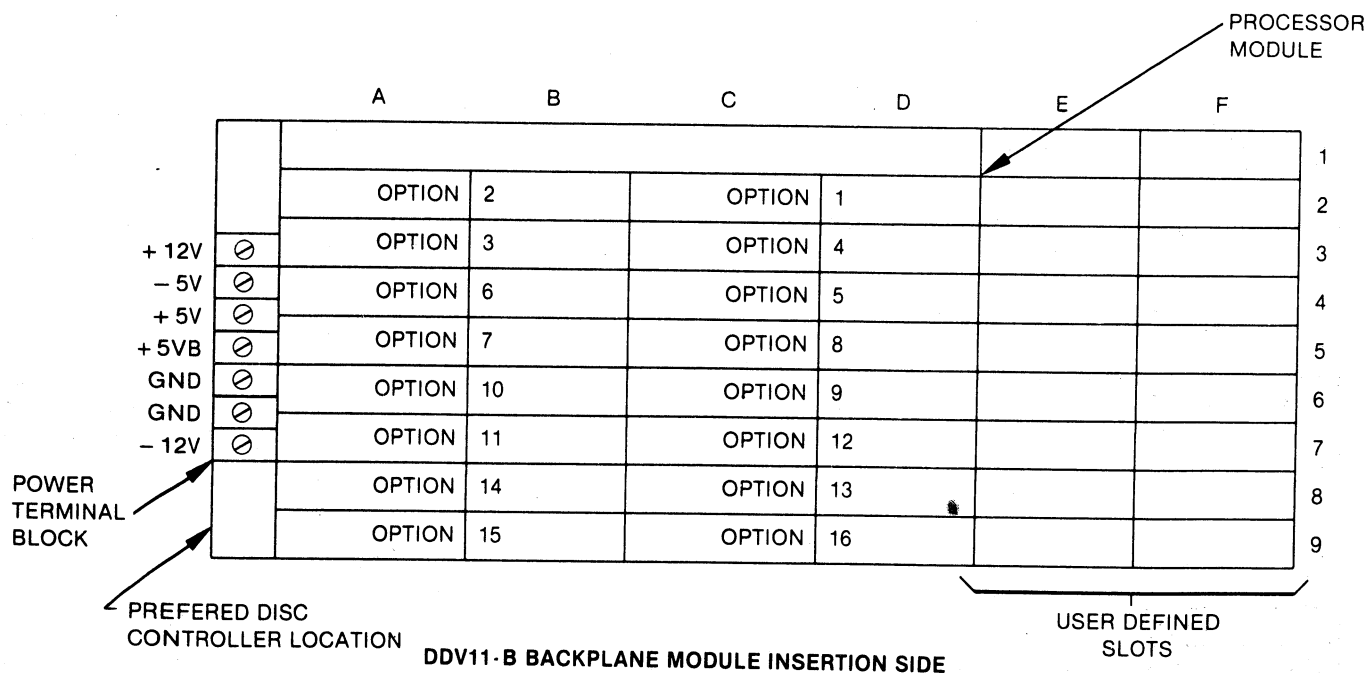 PROCESSOR
MODULE
A B C D E F
1
OPTION 2 OPTION 1 2
+ 12V OPTION 3 OPTION 4 3
− 5V OPTION 6 OPTION 5 4
+ 5V
+ 5VB OPTION 7 OPTION 8 5
GND OPTION 10 OPTION 9 6
GND
− 12V OPTION 11 OPTION 12 7
POWER
TERMINAL
BLOCK
OPTION 14 OPTION 13 8
OPTION 15 OPTION 16 9
PREFERED DISC
CONTROLLER LOCATION
USER DEFINED
SLOTS
DDV11-B BACKPLANE MODULE INSERTION SIDE